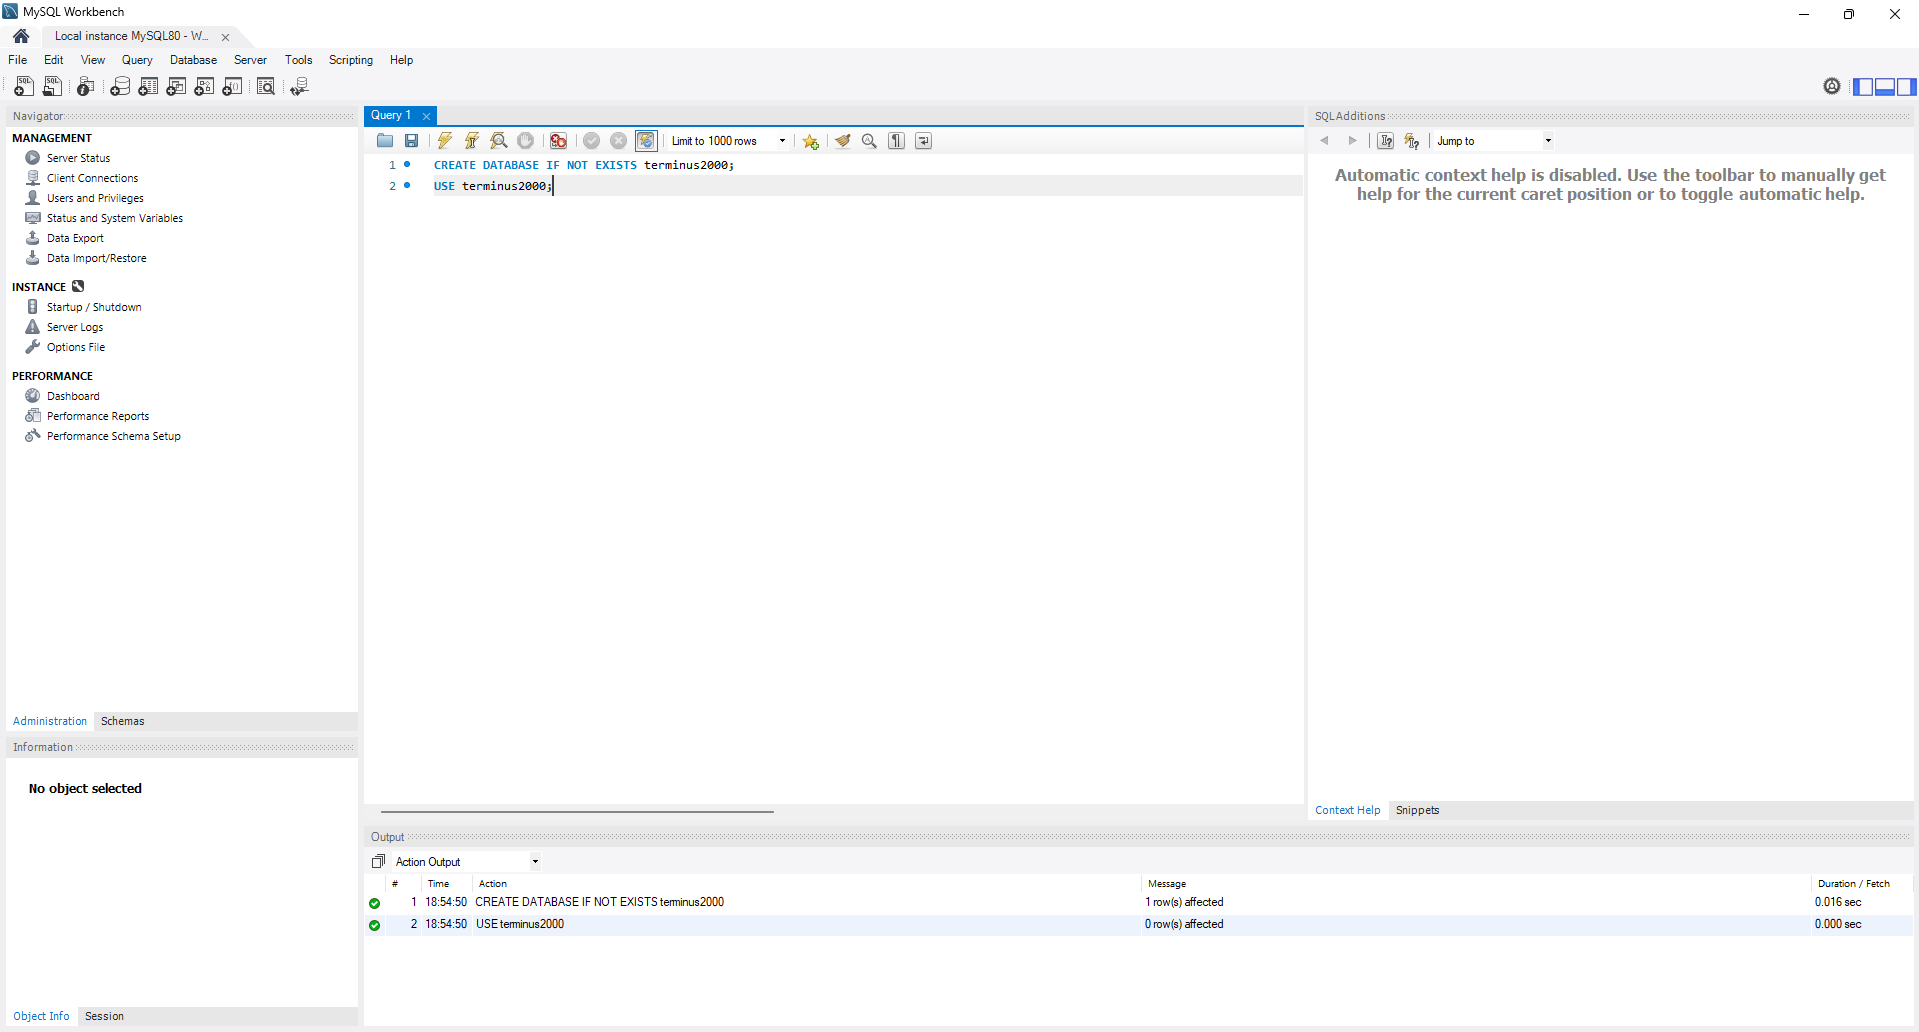 MySQL Workbench
Local instance MySQL80 - W...
File Edit View Query Database Server Tools Scripting Help
Navigator
MANAGEMENT
Server Status
Client Connections
Users and Privileges
Status and System Variables
Data Export
Data Import/Restore
INSTANCE
Startup / Shutdown
Server Logs
Options File
PERFORMANCE
Dashboard
Performance Reports
Performance Schema Setup
Administration Schemas
Information
No object selected
Object Info Session
Query 1
Limit to 1000 rows
1 CREATE DATABASE IF NOT EXISTS terminus2000;
2 USE terminus2000;
SQLAdditions
Jump to
Automatic context help is disabled. Use the toolbar to manually get
help for the current caret position or to toggle automatic help.
Context Help Snippets
Output
Action Output
# Time Action Message Duration / Fetch
1 18:54:50 CREATE DATABASE IF NOT EXISTS terminus2000 1 row(s) affected 0.016 sec
2 18:54:50 USE terminus2000 0 row(s) affected 0.000 sec